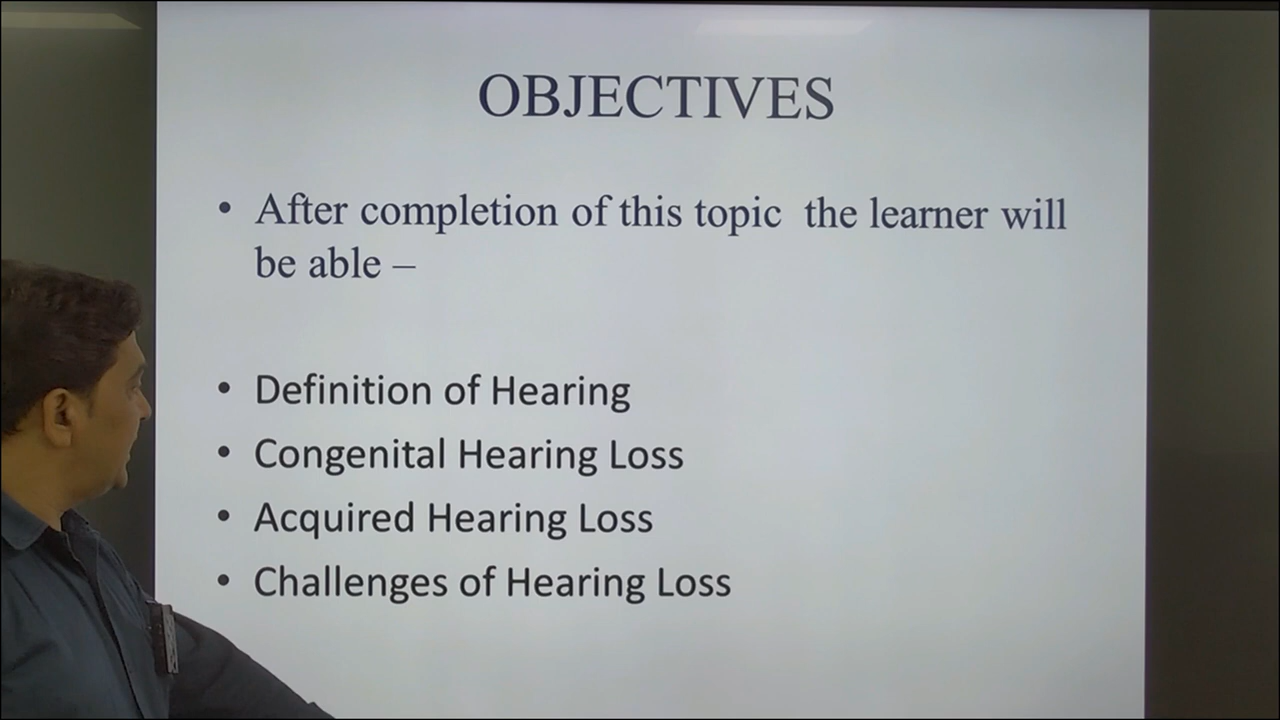 OBJECTIVES
• After completion of this topic the learner will
be able –
• Definition of Hearing
• Congenital Hearing Loss
• Acquired Hearing Loss
• Challenges of Hearing Loss